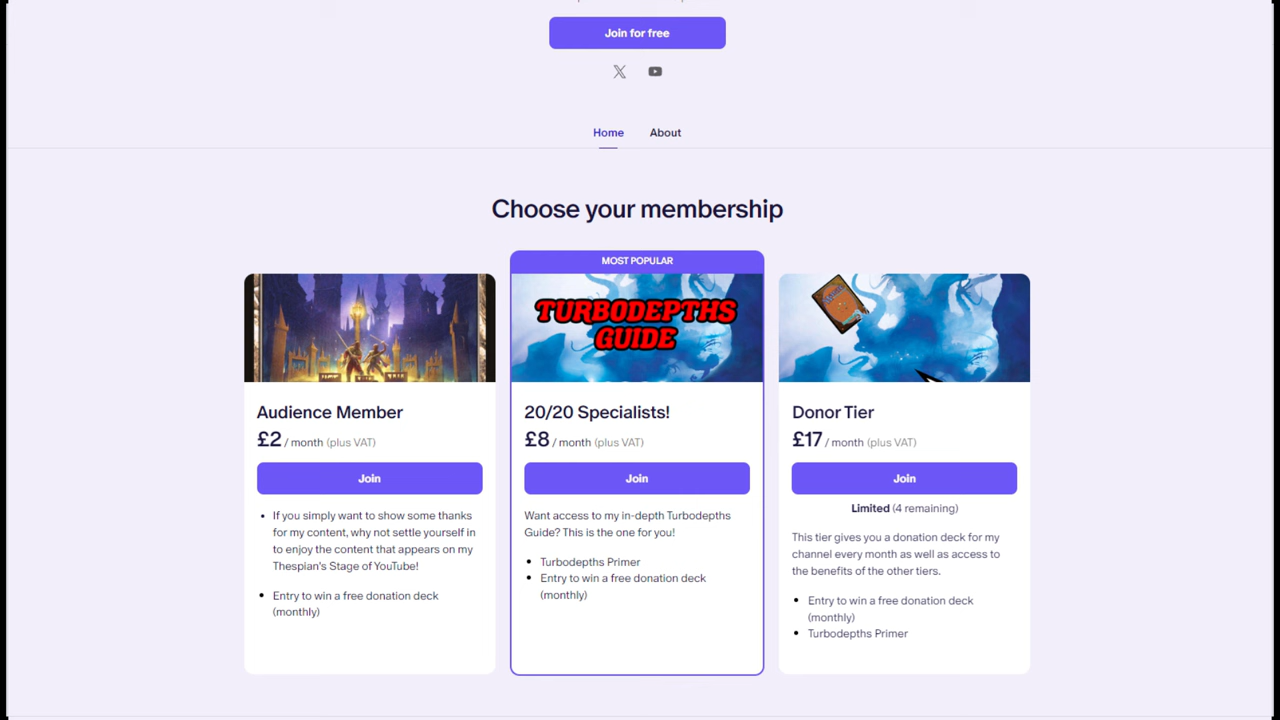 Join for free
Home About
Choose your membership
MOST POPULAR
TURBODEPTHS
GUIDE
Audience Member
£2 / month (plus VAT)
Join
• If you simply want to show some thanks
for my content, why not settle yourself in
to enjoy the content that appears on my
Thespian's Stage of YouTube!
• Entry to win a free donation deck
(monthly)
20/20 Specialists!
£8 / month (plus VAT)
Join
Want access to my in-depth Turbodepths
Guide? This is the one for you!
• Turbodepths Primer
• Entry to win a free donation deck
(monthly)
Donor Tier
£17 / month (plus VAT)
Join
Limited (4 remaining)
This tier gives you a donation deck for my
channel every month as well as access to
the benefits of the other tiers.
• Entry to win a free donation deck
(monthly)
• Turbodepths Primer